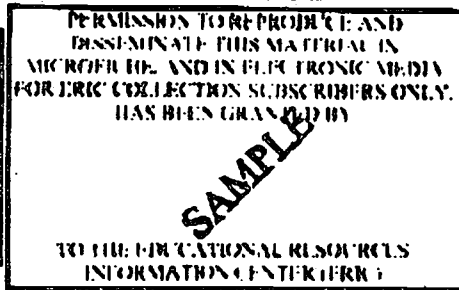 PERMISSION TO REPRODUCE AND
DISSEMINATE THIS MATERIAL IN
MICROFICHE, AND IN ELECTRONIC MEDIA
FOR ERIC COLLECTION SUBSCRIBERS ONLY.
HAS BEEN GRANTED BY
SAMPLE
TO THE EDUCATIONAL RESOURCES
INFORMATION CENTER (ERIC)